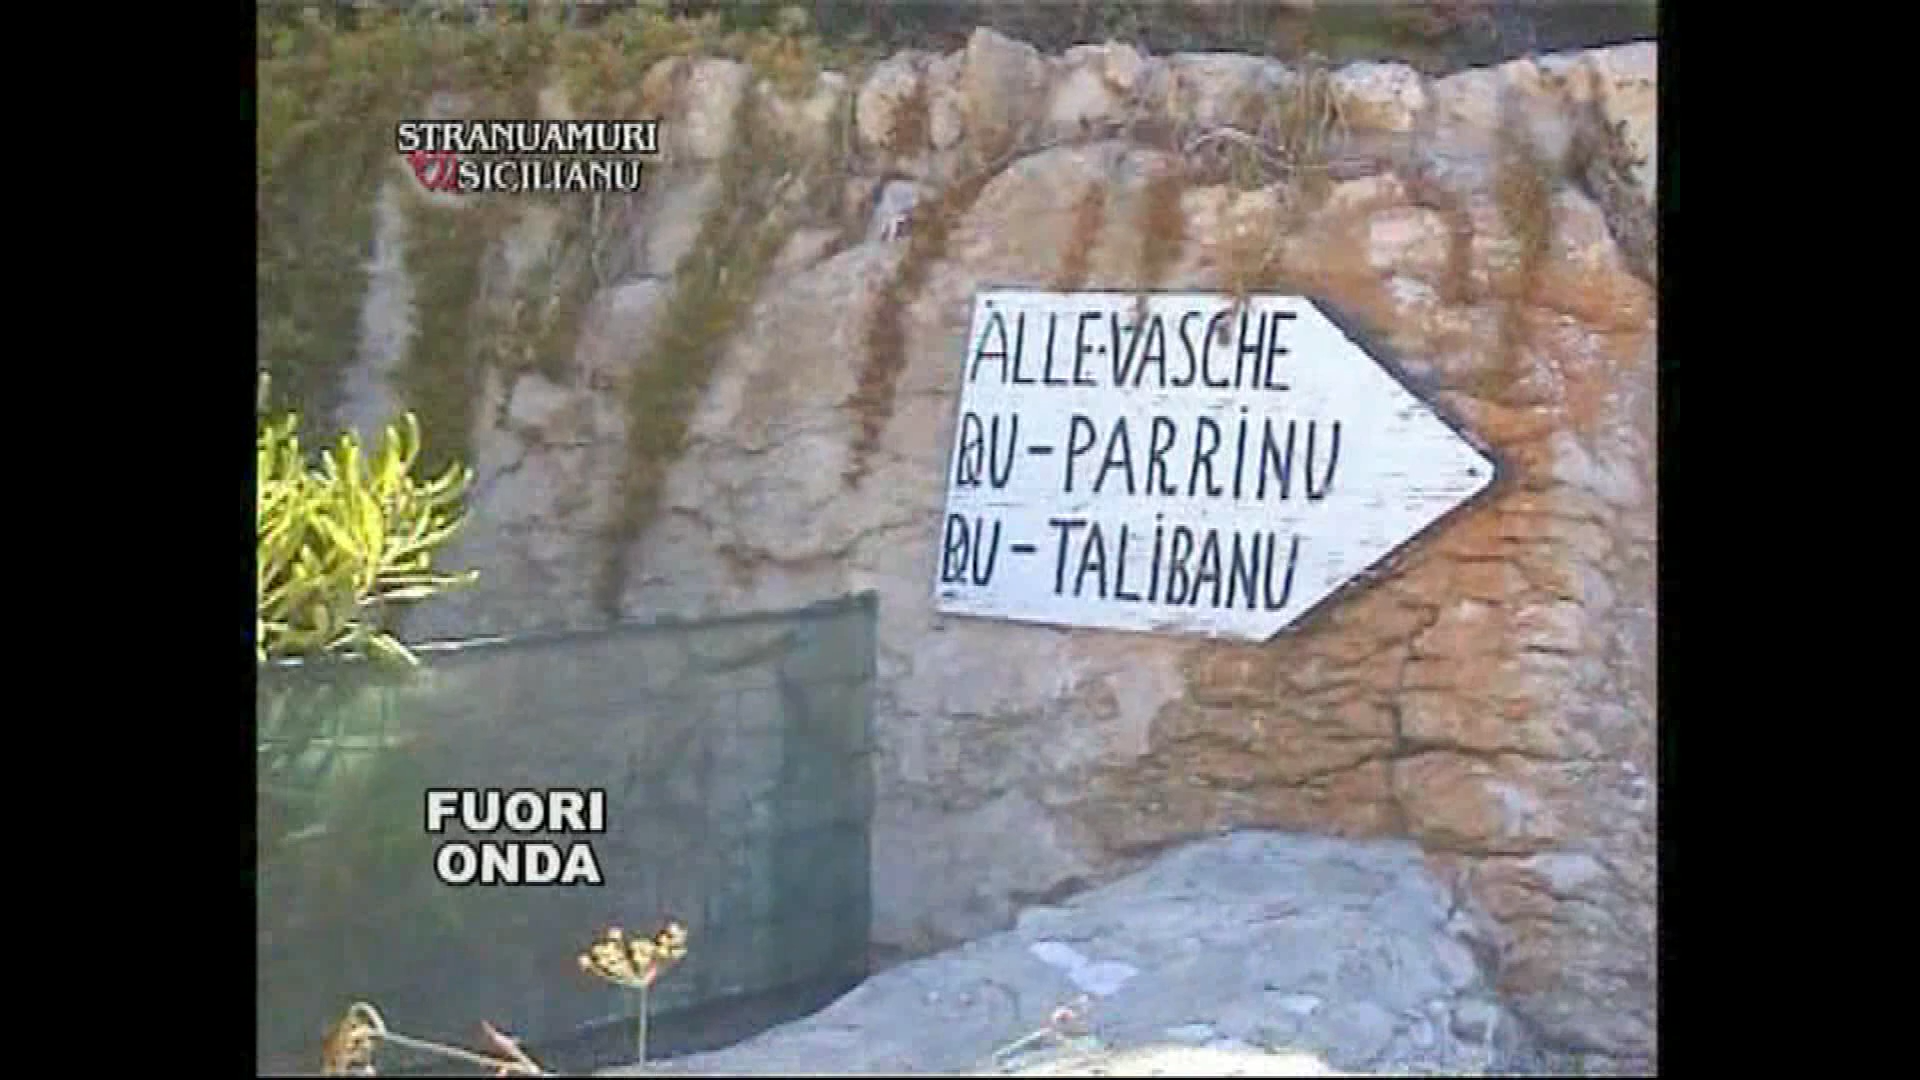 STRANUAMURI
SICILIANU
ALLE·VASCHE
DU-PARRiNU
DU-TALiBANU
FUORI
ONDA